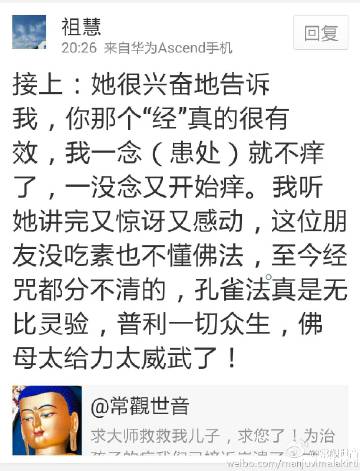 祖慧
20:26 来自华为Ascend手机
回复
接上：她很兴奋地告诉
我，你那个“经”真的很有
效，我一念（患处）就不痒
了，一没念又开始痒。我听
她讲完又惊讶又感动，这位朋
友没吃素也不懂佛法，至今经
咒都分不清的，孔雀法真是无
比灵验，普利一切众生，佛
母太给力太威武了！
@常觀世音
求大师救救我儿子，求您了！为治
weibo.com/manjuvimalakirti